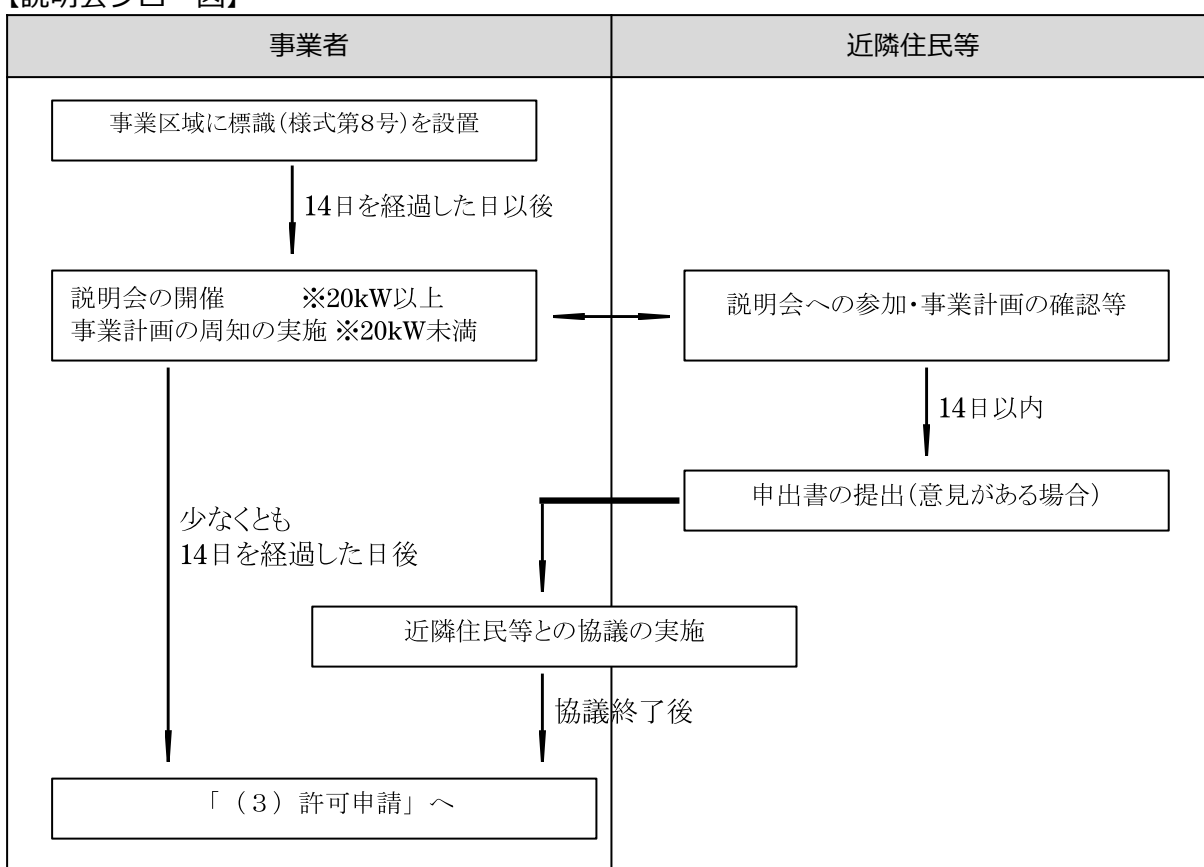 【説明会フロー図】
事業者
近隣住民等
事業区域に標識(様式第8号)を設置
14日を経過した日以後
説明会の開催 ※20kW以上
事業計画の周知の実施 ※20kW未満
説明会への参加・事業計画の確認等
14日以内
申出書の提出(意見がある場合)
少なくとも
14日を経過した日後
近隣住民等との協議の実施
協議終了後
「(3)許可申請」へ